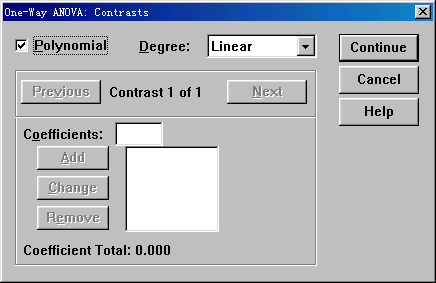 One-Way ANOVA: Contrasts
Polynomial Degree: Linear Continue
Cancel
Help
Previous Contrast 1 of 1 Next
Coefficients:
Add
Change
Remove
Coefficient Total: 0.000